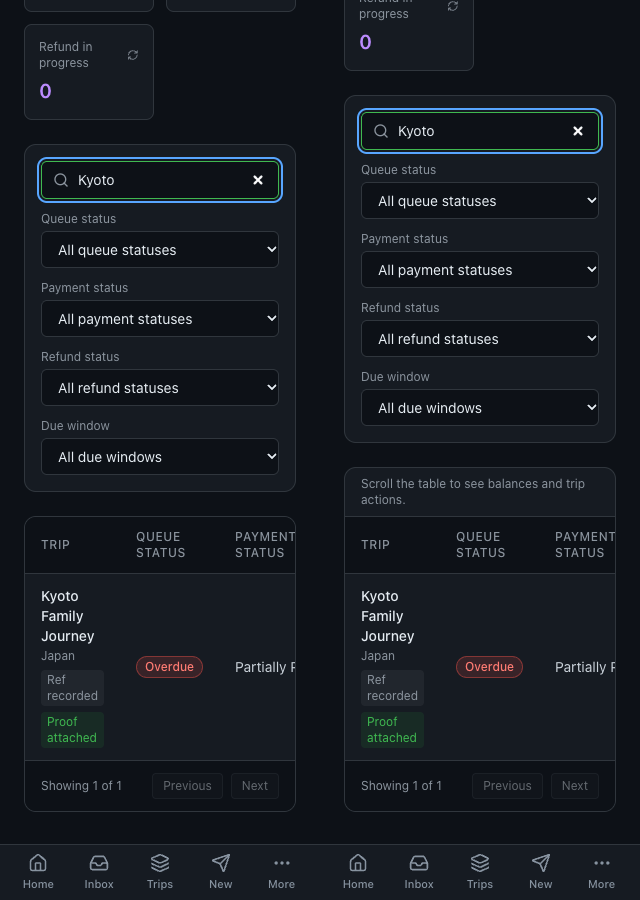 Refund in
progress
0
Kyoto
Queue status
All queue statuses
Payment status
All payment statuses
Refund status
All refund statuses
Due window
All due windows
TRIP
QUEUE
STATUS
PAYMENT
STATUS
Kyoto
Family
Journey
Japan
Ref
recorded
Proof
attached
Overdue
Partially P
Showing 1 of 1
Previous
Next
Home
Inbox
Trips
New
More
Refund in
progress
0
Kyoto
Queue status
All queue statuses
Payment status
All payment statuses
Refund status
All refund statuses
Due window
All due windows
Scroll the table to see balances and trip
actions.
TRIP
QUEUE
STATUS
PAYMENT
STATUS
Kyoto
Family
Journey
Japan
Ref
recorded
Proof
attached
Overdue
Partially P
Showing 1 of 1
Previous
Next
Home
Inbox
Trips
New
More